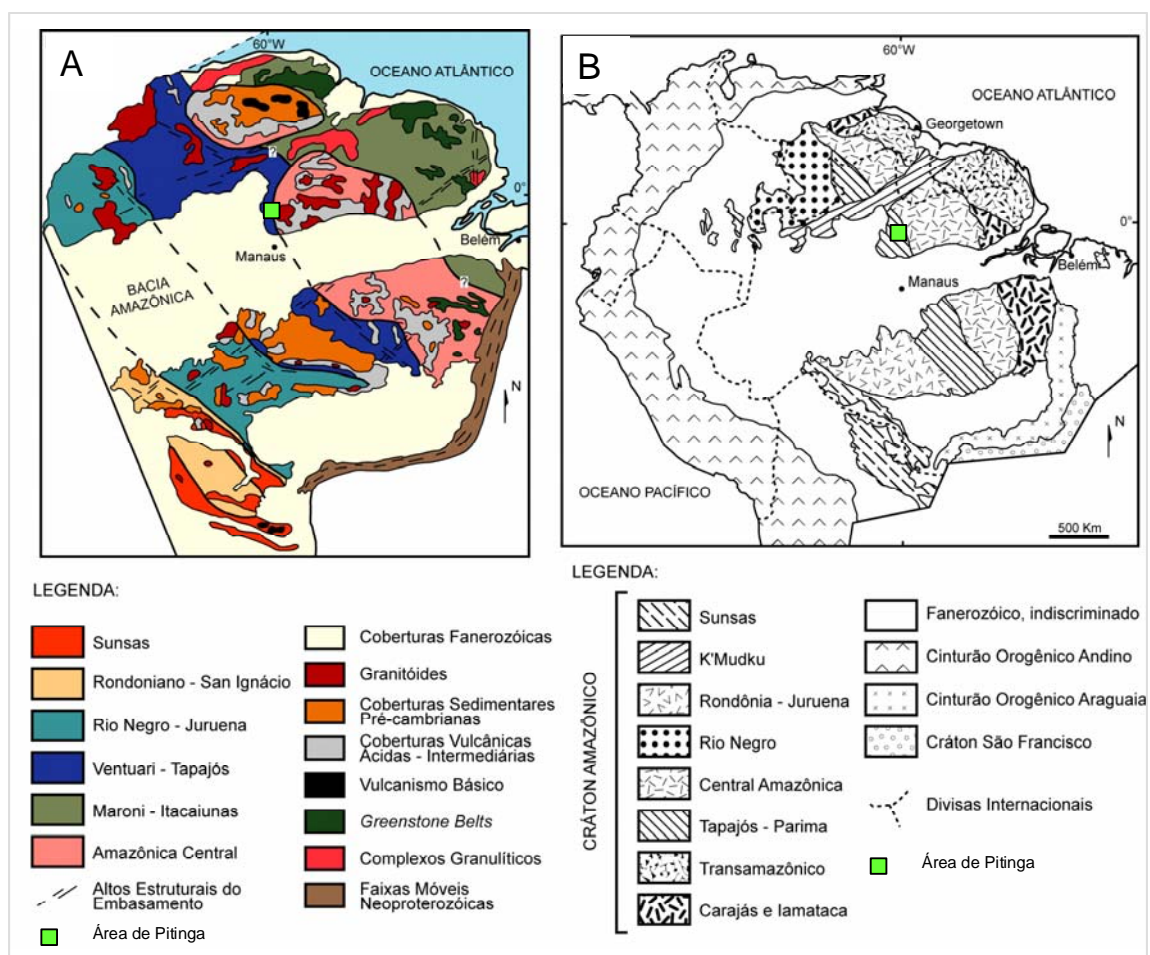 A
60°W
OCEANO ATLÂNTICO
?
0°
Belém
Manaus
BACIA
AMAZÔNICA
?
N
B
60°W
OCEANO ATLÂNTICO
Georgetown
0°
Belém
Manaus
N
OCEANO PACÍFICO
500 Km
LEGENDA:
Sunsas
Rondoniano - San Ignácio
Rio Negro - Juruena
Ventuari - Tapajós
Maroni - Itacaiunas
Amazônica Central
Altos Estruturais do
Embasamento
Área de Pitinga
Coberturas Fanerozóicas
Granitóides
Coberturas Sedimentares
Pré-cambrianas
Coberturas Vulcânicas
Ácidas - Intermediárias
Vulcanismo Básico
Greenstone Belts
Complexos Granulíticos
Faixas Móveis
Neoproterozóicas
LEGENDA:
CRÁTON AMAZÔNICO
Sunsas
K'Mudku
Rondônia - Juruena
Rio Negro
Central Amazônica
Tapajós - Parima
Transamazônico
Carajás e Iamataca
Fanerozóico, indiscriminado
Cinturão Orogênico Andino
Cinturão Orogênico Araguaia
Cráton São Francisco
Divisas Internacionais
Área de Pitinga